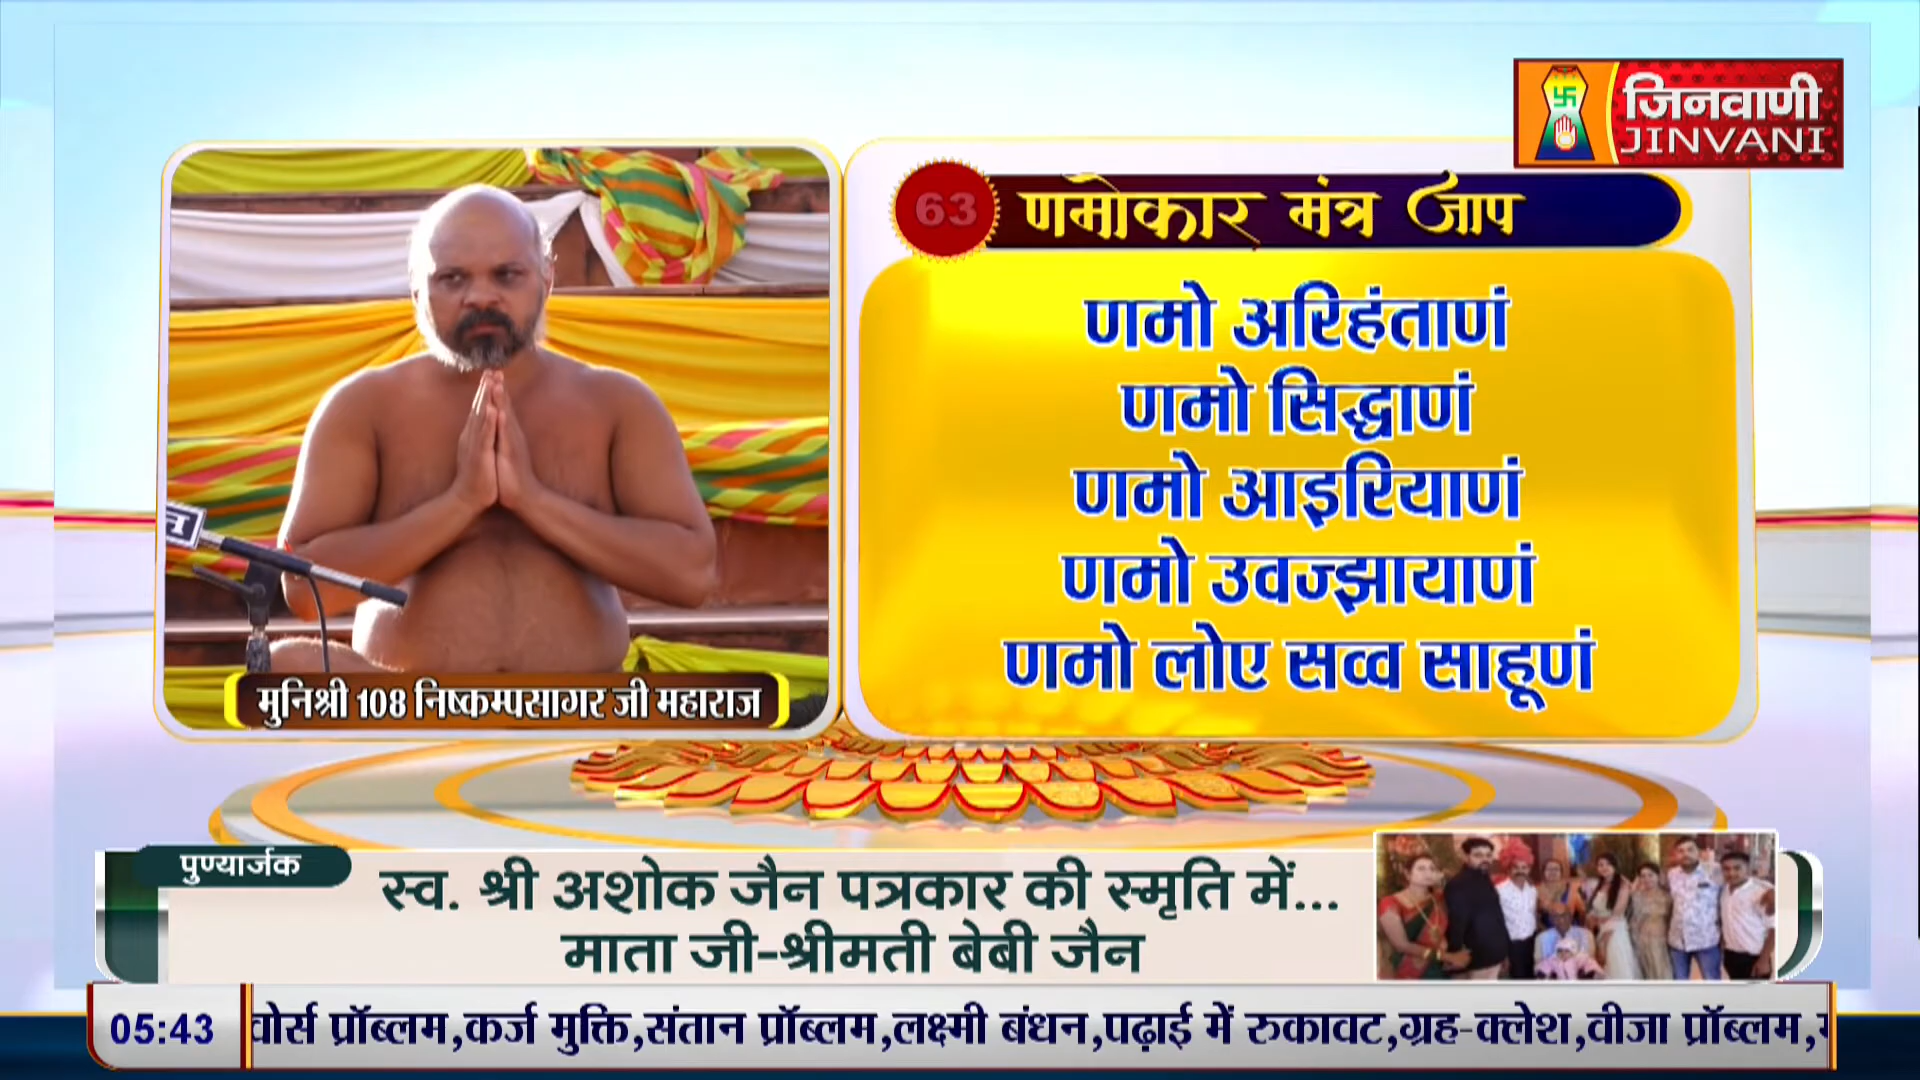 जिनवाणी
JINVANI
63 णमोकार मंत्र जाप
णमो अरिहंताणं
णमो सिद्धाणं
णमो आइरियाणं
णमो उवज्झायाणं
णमो लोए सव्व साहूणं
मुनिश्री 108 निष्कम्पसागर जी महाराज
पुण्यार्जक
स्व. श्री अशोक जैन पत्रकार की स्मृति में...
माता जी-श्रीमती बेबी जैन
05:43 वोर्स प्रॉब्लम,कर्ज मुक्ति,संतान प्रॉब्लम,लक्ष्मी बंधन,पढ़ाई में रुकावट,ग्रह-क्लेश,वीजा प्रॉब्लम,